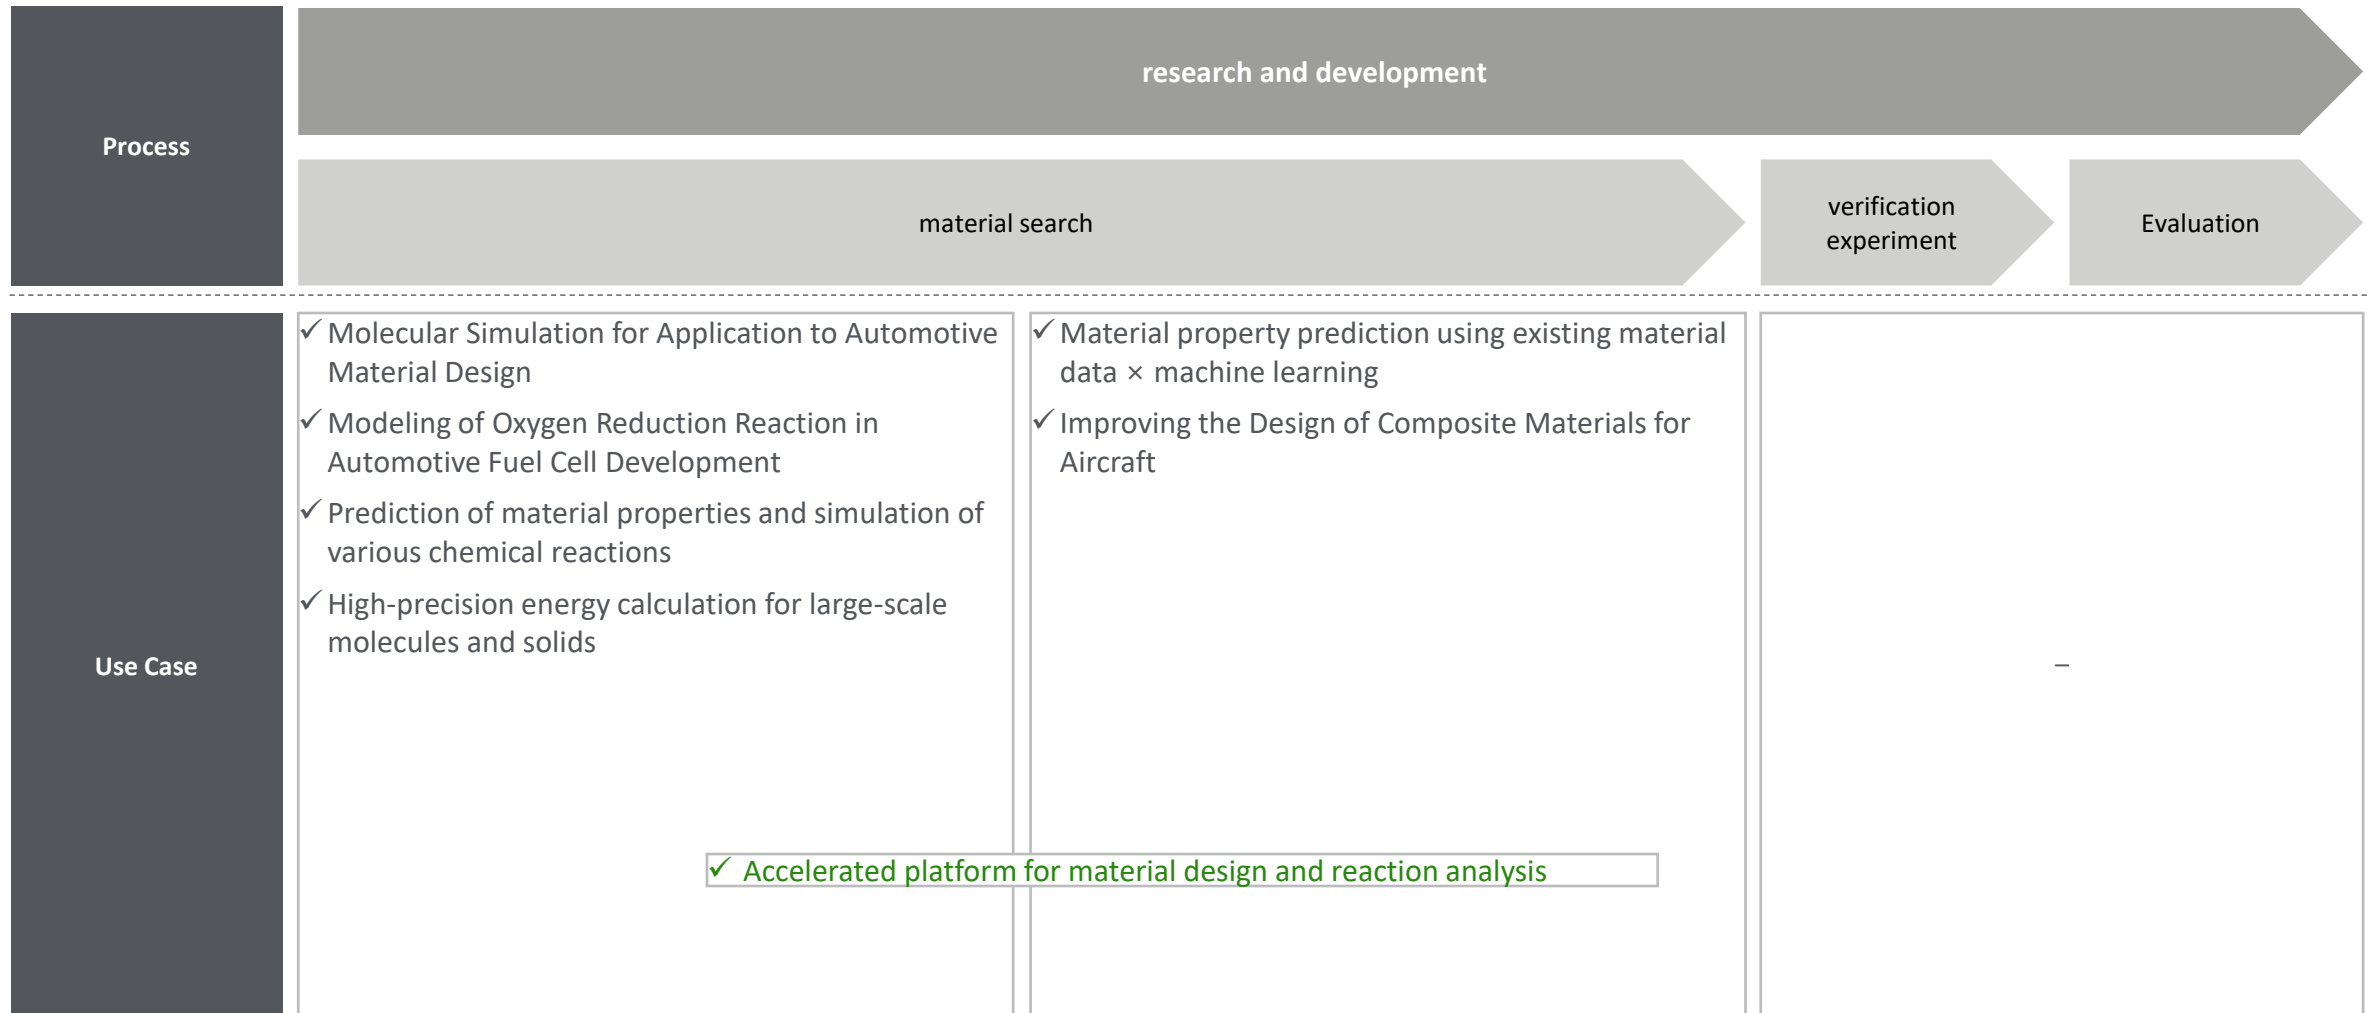 Process
research and development
material search
verification
experiment
Evaluation
Use Case
✓ Molecular Simulation for Application to Automotive
Material Design
✓ Modeling of Oxygen Reduction Reaction in
Automotive Fuel Cell Development
✓ Prediction of material properties and simulation of
various chemical reactions
✓ High-precision energy calculation for large-scale
molecules and solids
✓ Material property prediction using existing material
data × machine learning
✓ Improving the Design of Composite Materials for
Aircraft
✓ Accelerated platform for material design and reaction analysis
–